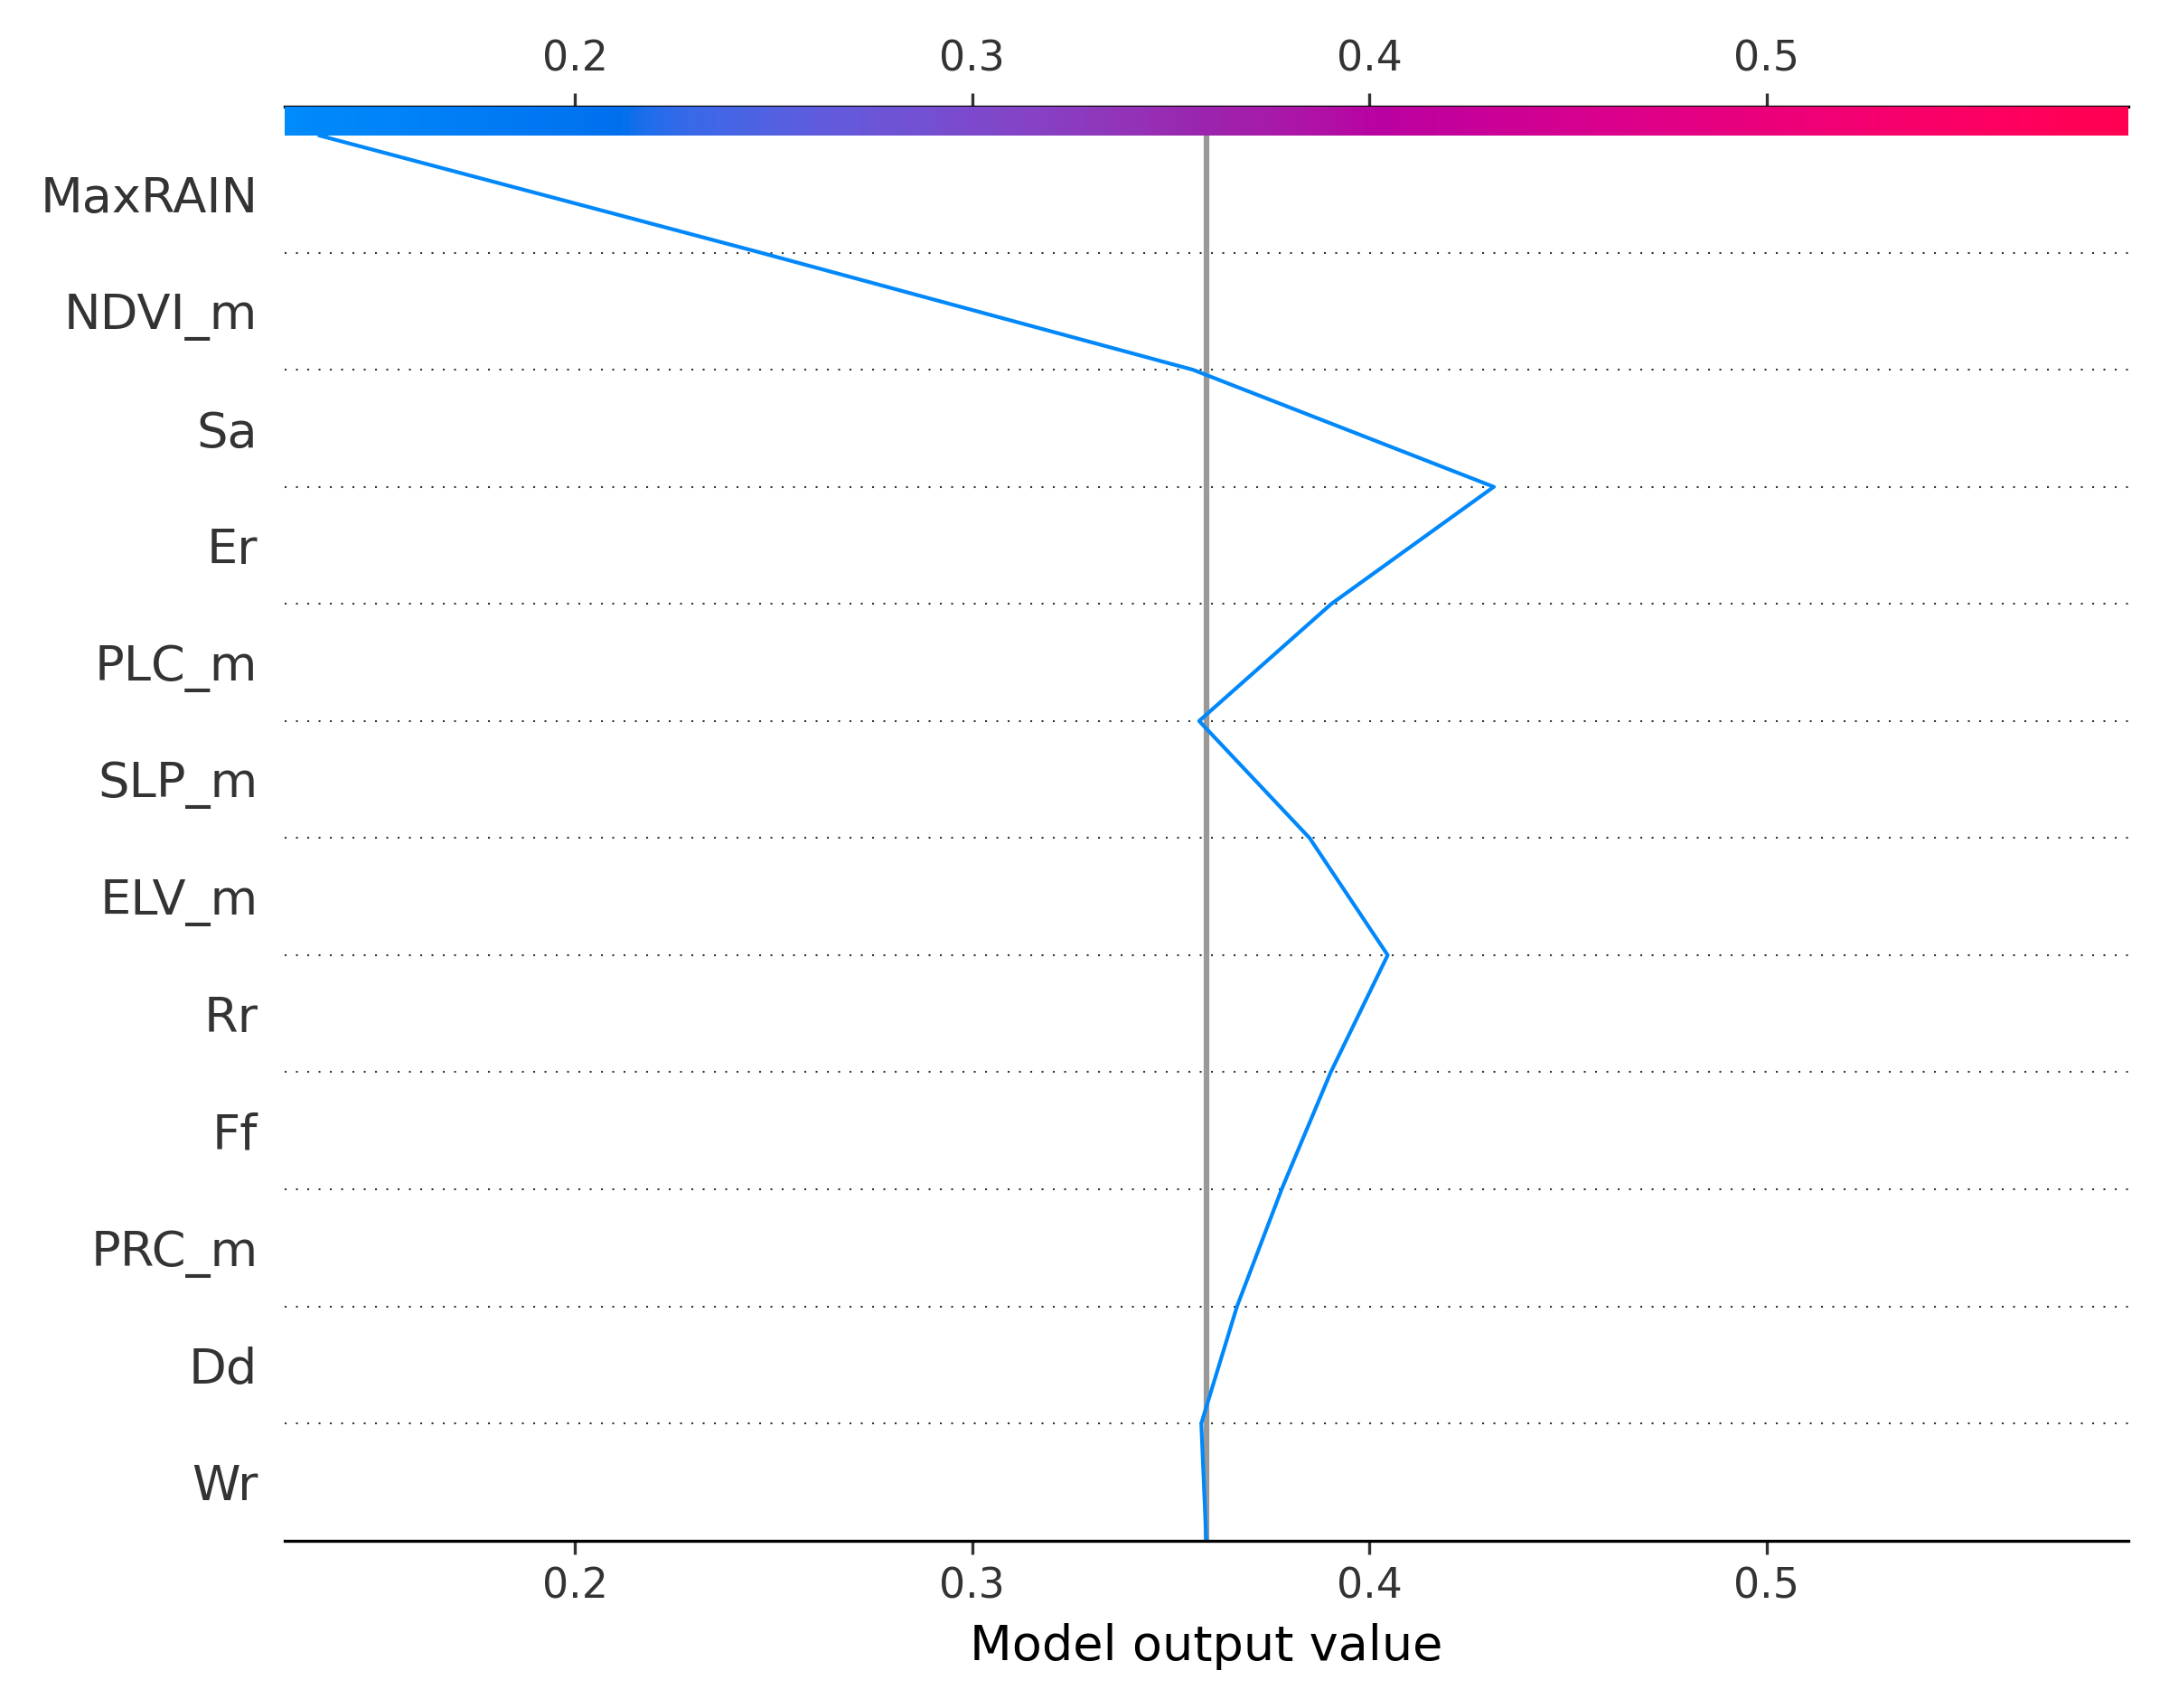 0.2 0.3 0.4 0.5
MaxRAIN
NDVI_m
Sa
Er
PLC_m
SLP_m
ELV_m
Rr
Ff
PRC_m
Dd
Wr
0.2 0.3 0.4 0.5
Model output value